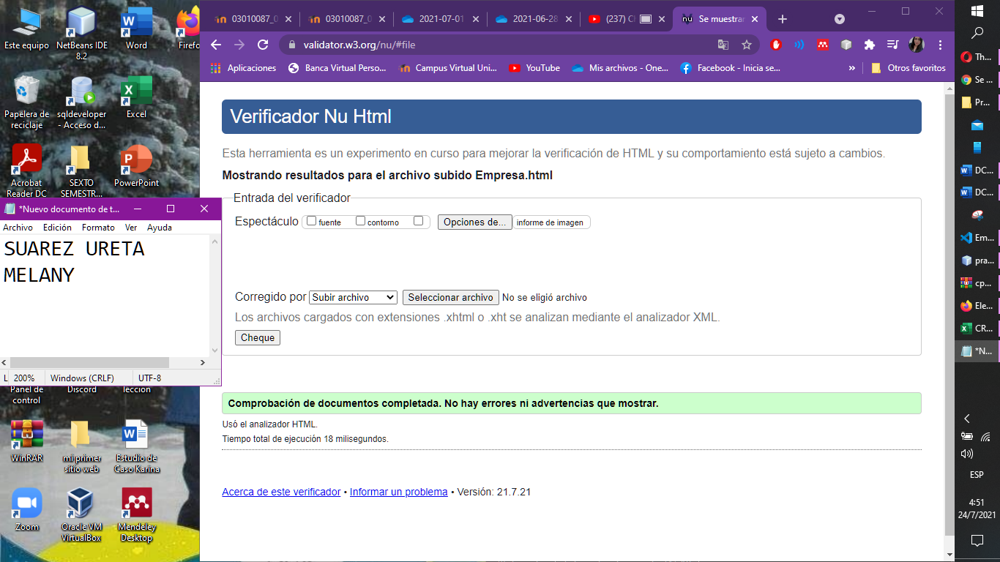 Este equipo
NetBeans IDE
8.2
Word
Firefo
Papelera de
reciclaje
sqldeveloper
- Acceso d...
Excel
Acrobat
Reader DC
SEXTO
SEMESTR...
PowerPoint
*Nuevo documento de t...
Archivo Edición Formato Ver Ayuda
SUAREZ URETA
MELANY
L 200% Windows (CRLF) UTF-8
Panel de
control
Discord
leccion
WinRAR
mi primer
sitio web
Estudio de
Caso Karina
Zoom
Oracle VM
VirtualBox
Mendeley
Desktop
03010087_0 03010087_0 2021-07-01 2021-06-28 (237) Cl Se muestran
validator.w3.org/nu/#file
Aplicaciones Banca Virtual Perso... Campus Virtual Uni... YouTube Mis archivos - One... Facebook - Inicia se... » Otros favoritos
Verificador Nu Html
Esta herramienta es un experimento en curso para mejorar la verificación de HTML y su comportamiento está sujeto a cambios.
Mostrando resultados para el archivo subido Empresa.html
Entrada del verificador
Espectáculo fuente contorno Opciones de... informe de imagen
Corregido por Subir archivo Seleccionar archivo No se eligió archivo
Los archivos cargados con extensiones .xhtml o .xht se analizan mediante el analizador XML.
Cheque
Comprobación de documentos completada. No hay errores ni advertencias que mostrar.
Usó el analizador HTML.
Tiempo total de ejecución 18 milisegundos.
Acerca de este verificador • Informar un problema • Versión: 21.7.21
Th...
Se ...
Pr...
DC...
DC...
Em...
pra...
cp...
Ele...
CR...
*N...
ESP
4:51
24/7/2021